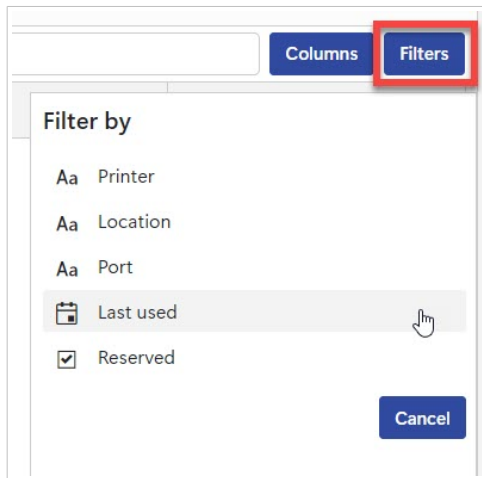 Columns Filters
Filter by
Aa Printer
Aa Location
Aa Port
Last used
Reserved
Cancel